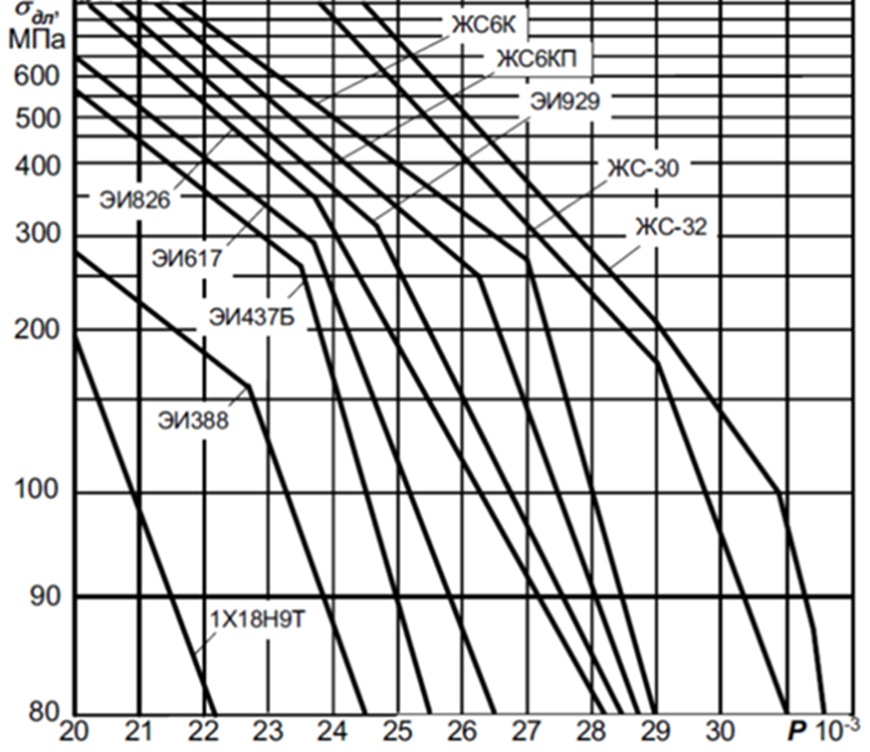 σдл,
МПа
600
500
400
300
200
100
90
80
ЖС6К
ЖС6КП
ЭИ929
ЖС-30
ЖС-32
ЭИ826
ЭИ617
ЭИ437Б
ЭИ388
1Х18Н9Т
20 21 22 23 24 25 26 27 28 29 30 P 10⁻³